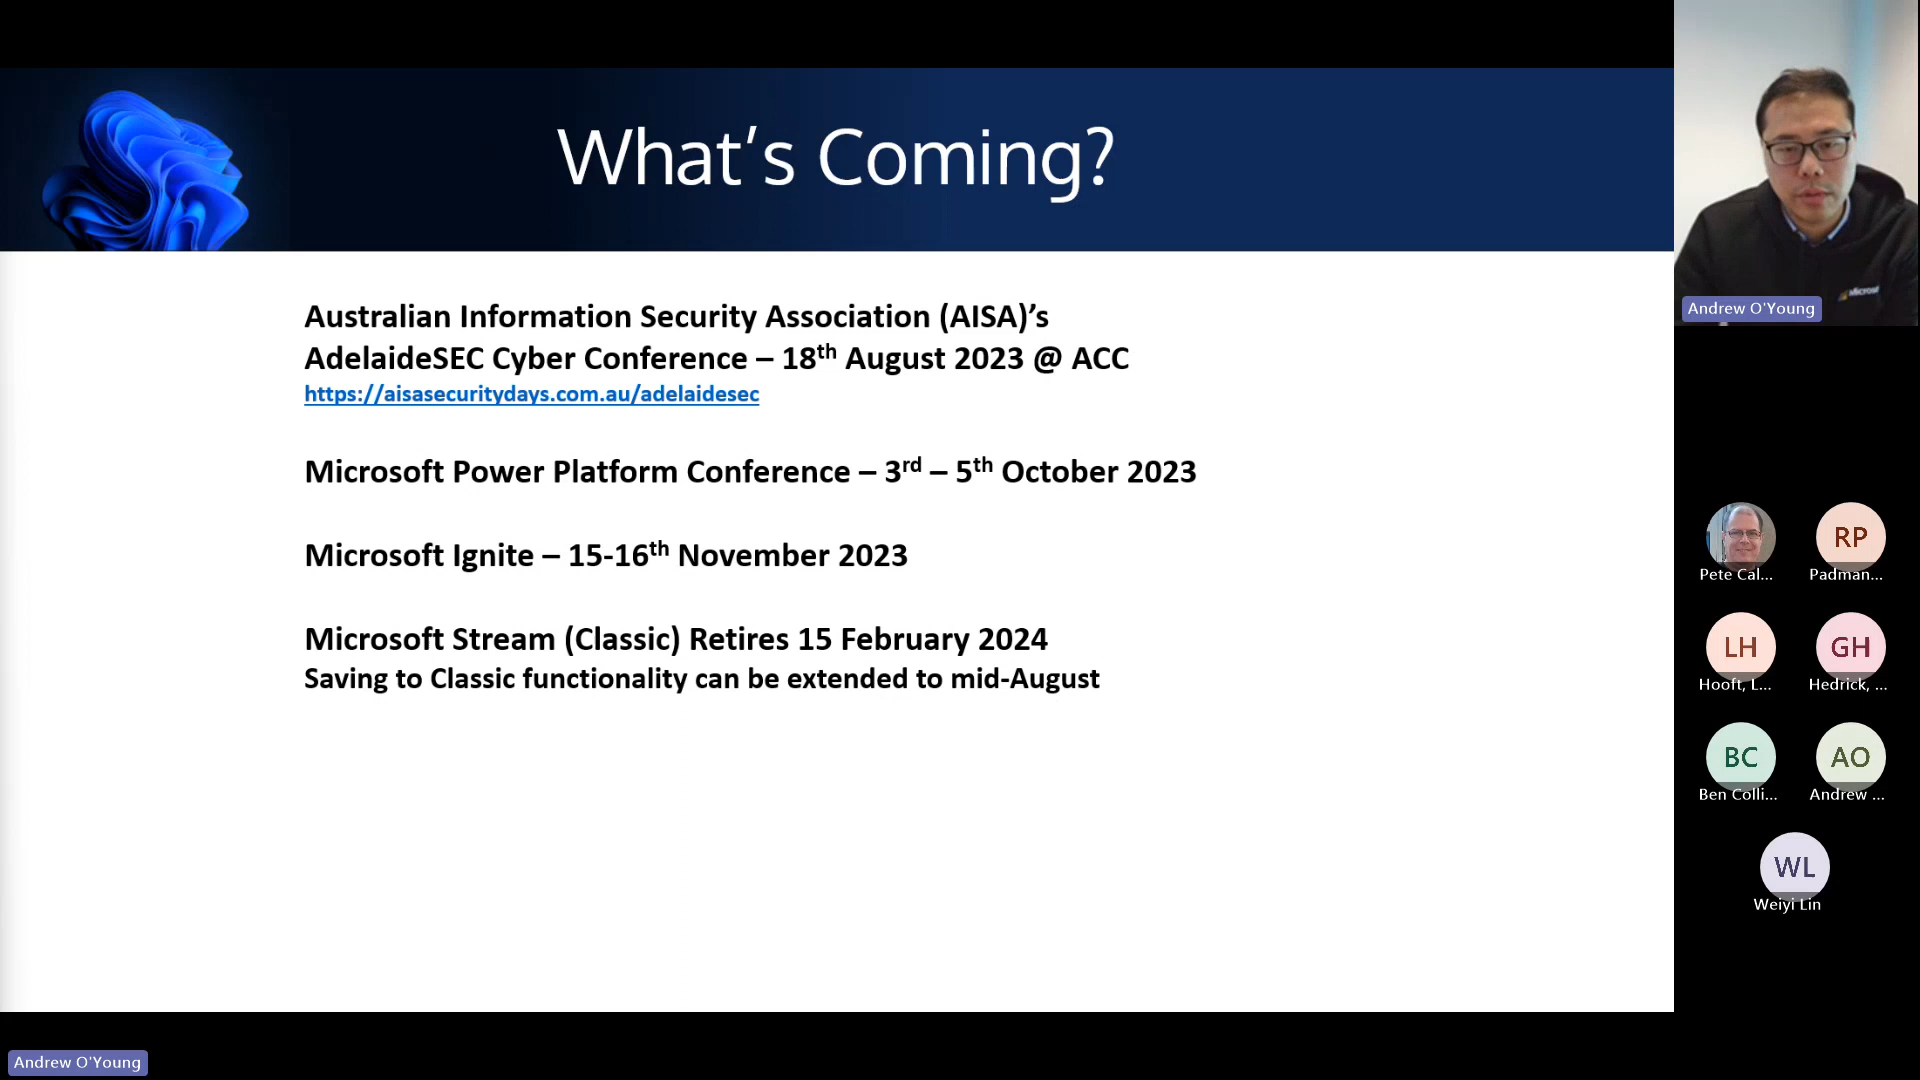 What's Coming?
Australian Information Security Association (AISA)'s
AdelaideSEC Cyber Conference – 18th August 2023 @ ACC
https://aisasecuritydays.com.au/adelaidesec
Microsoft Power Platform Conference – 3rd – 5th October 2023
Microsoft Ignite – 15-16th November 2023
Microsoft Stream (Classic) Retires 15 February 2024
Saving to Classic functionality can be extended to mid-August
Andrew O'Young
Pete Cal...
RP
Padman...
LH
Hooft, L...
GH
Hedrick, ...
BC
Ben Colli...
AO
Andrew ...
WL
Weiyi Lin
Andrew O'Young